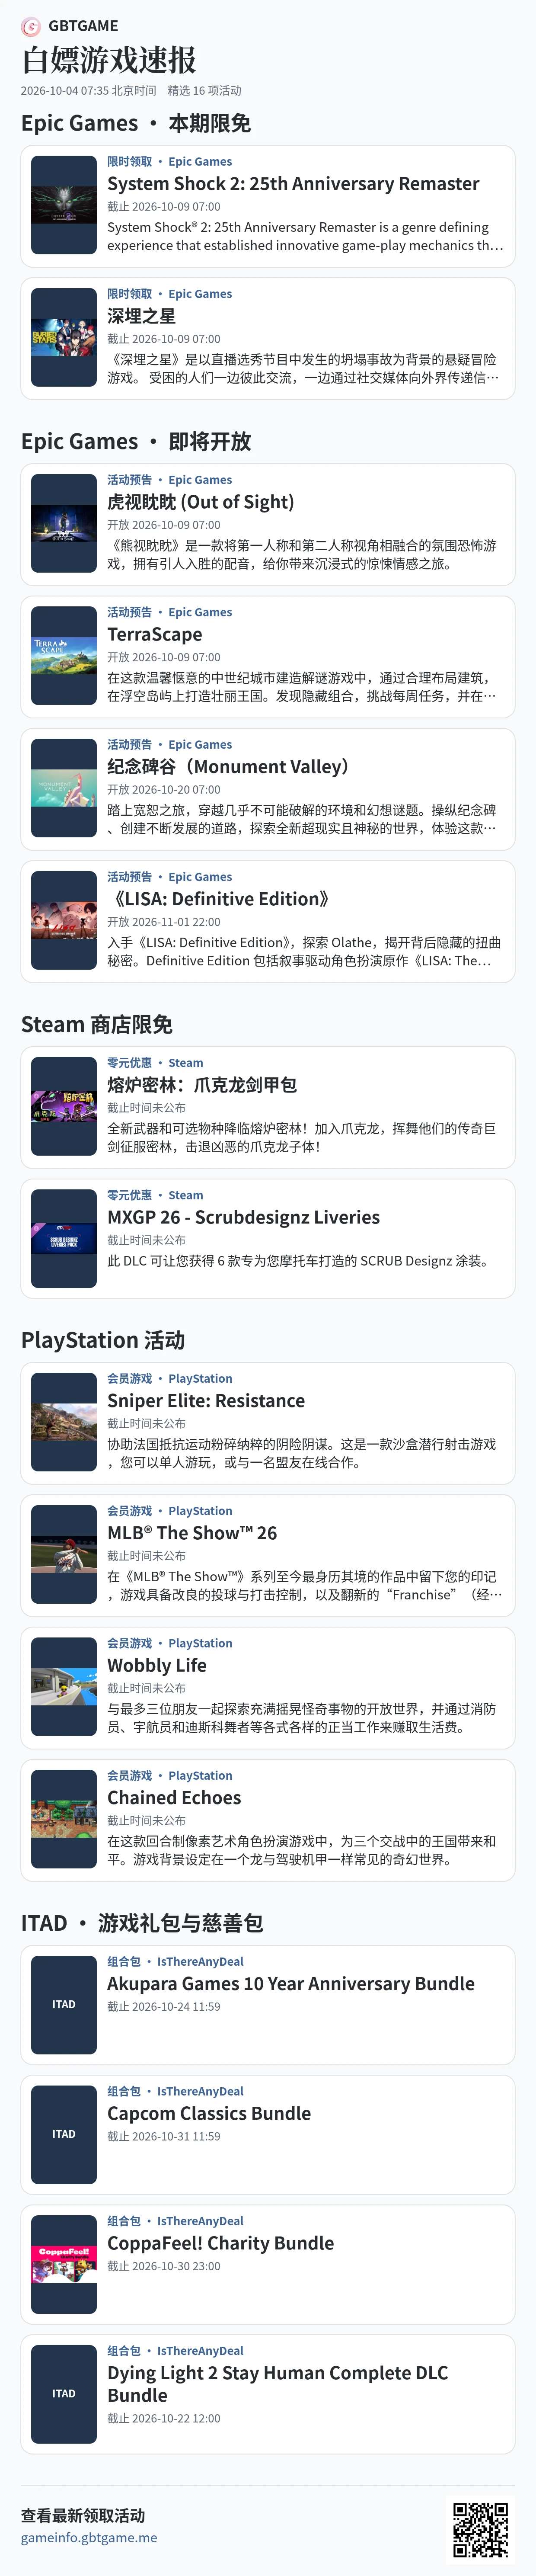 GBTGAME
白嫖游戏速报
2026-10-04 07:35 北京时间 精选 16 项活动
Epic Games • 本期限免
限时领取 • Epic Games
System Shock 2: 25th Anniversary Remaster
截止 2026-10-09 07:00
System Shock® 2: 25th Anniversary Remaster is a genre defining
experience that established innovative game-play mechanics th…
限时领取 • Epic Games
BURIED STARS
深埋之星
截止 2026-10-09 07:00
《深埋之星》是以直播选秀节目中发生的坍塌事故为背景的悬疑冒险
游戏。 受困的人们一边彼此交流，一边通过社交媒体向外界传递信…
Epic Games • 即将开放
活动预告 • Epic Games
虎视眈眈 (Out of Sight)
开放 2026-10-09 07:00
《熊视眈眈》是一款将第一人称和第二人称视角相融合的氛围恐怖游
戏，拥有引人入胜的配音，给你带来沉浸式的惊悚情感之旅。
活动预告 • Epic Games
TERRA SCAPE
TerraScape
开放 2026-10-09 07:00
在这款温馨惬意的中世纪城市建造解谜游戏中，通过合理布局建筑，
在浮空岛屿上打造壮丽王国。发现隐藏组合，挑战每周任务，并在…
活动预告 • Epic Games
MONUMENT VALLEY
纪念碑谷（Monument Valley）
开放 2026-10-20 07:00
踏上宽恕之旅，穿越几乎不可能破解的环境和幻想谜题。操纵纪念碑
、创建不断发展的道路，探索全新超现实且神秘的世界，体验这款…
活动预告 • Epic Games
《LISA: Definitive Edition》
开放 2026-11-01 22:00
入手《LISA: Definitive Edition》，探索 Olathe，揭开背后隐藏的扭曲
秘密。Definitive Edition 包括叙事驱动角色扮演原作《LISA: The…
Steam 商店限免
零元优惠 • Steam
熔炉密林
熔炉密林：爪克龙剑甲包
截止时间未公布
全新武器和可选物种降临熔炉密林！加入爪克龙，挥舞他们的传奇巨
剑征服密林，击退凶恶的爪克龙子体！
零元优惠 • Steam
SCRUB DESIGNZ
LIVERIES PACK
MXGP 26 - Scrubdesignz Liveries
截止时间未公布
此 DLC 可让您获得 6 款专为您摩托车打造的 SCRUB Designz 涂装。
PlayStation 活动
会员游戏 • PlayStation
Sniper Elite: Resistance
截止时间未公布
协助法国抵抗运动粉碎纳粹的阴险阴谋。这是一款沙盒潜行射击游戏
，您可以单人游玩，或与一名盟友在线合作。
会员游戏 • PlayStation
MLB® The Show™ 26
截止时间未公布
在《MLB® The Show™》系列至今最身历其境的作品中留下您的印记
，游戏具备改良的投球与打击控制，以及翻新的“Franchise”（经…
会员游戏 • PlayStation
Wobbly Life
截止时间未公布
与最多三位朋友一起探索充满摇晃怪奇事物的开放世界，并通过消防
员、宇航员和迪斯科舞者等各式各样的正当工作来赚取生活费。
会员游戏 • PlayStation
Chained Echoes
截止时间未公布
在这款回合制像素艺术角色扮演游戏中，为三个交战中的王国带来和
平。游戏背景设定在一个龙与驾驶机甲一样常见的奇幻世界。
ITAD • 游戏礼包与慈善包
组合包 • IsThereAnyDeal
ITAD
Akupara Games 10 Year Anniversary Bundle
截止 2026-10-24 11:59
组合包 • IsThereAnyDeal
ITAD
Capcom Classics Bundle
截止 2026-10-31 11:59
组合包 • IsThereAnyDeal
CoppaFeel!
CoppaFeel! Charity Bundle
截止 2026-10-30 23:00
组合包 • IsThereAnyDeal
ITAD
Dying Light 2 Stay Human Complete DLC
Bundle
截止 2026-10-22 12:00
查看最新领取活动
gameinfo.gbtgame.me